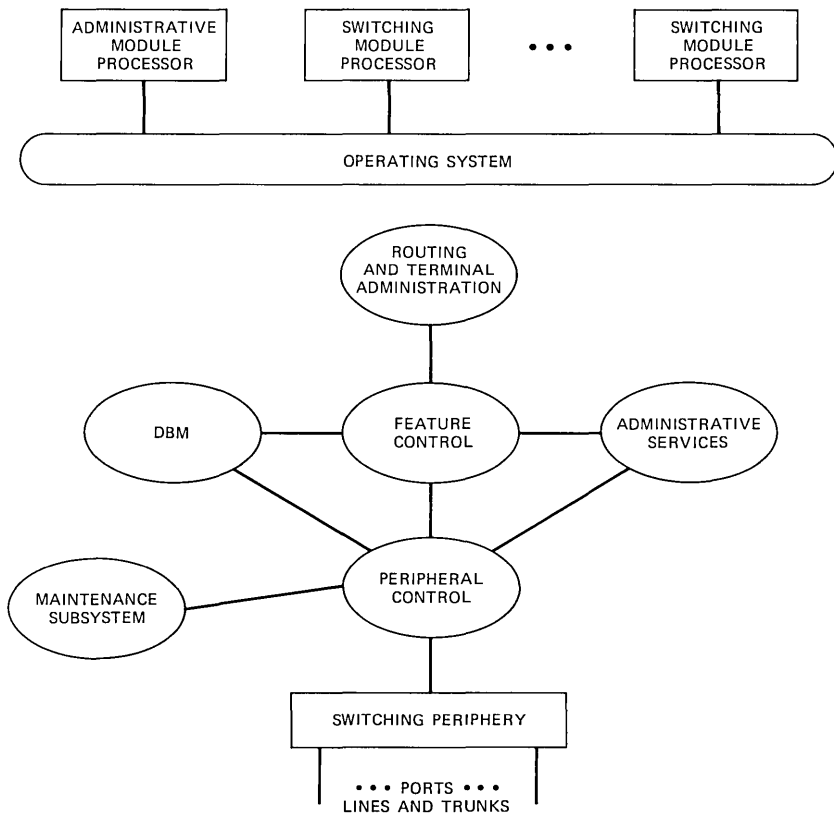 ADMINISTRATIVE
MODULE
PROCESSOR
SWITCHING
MODULE
PROCESSOR
• • •
SWITCHING
MODULE
PROCESSOR
OPERATING SYSTEM
ROUTING
AND TERMINAL
ADMINISTRATION
DBM
FEATURE
CONTROL
ADMINISTRATIVE
SERVICES
MAINTENANCE
SUBSYSTEM
PERIPHERAL
CONTROL
SWITCHING PERIPHERY
• • • PORTS • • •
LINES AND TRUNKS